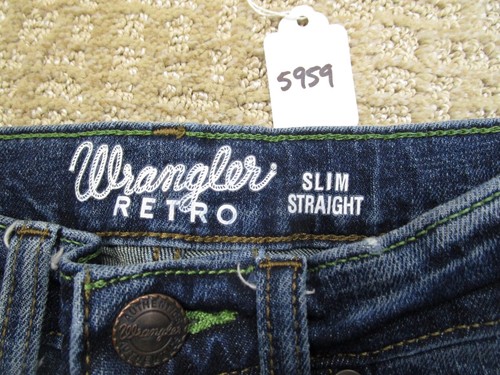 5959
Wrangler
RETRO
SLIM
STRAIGHT
Wrangler